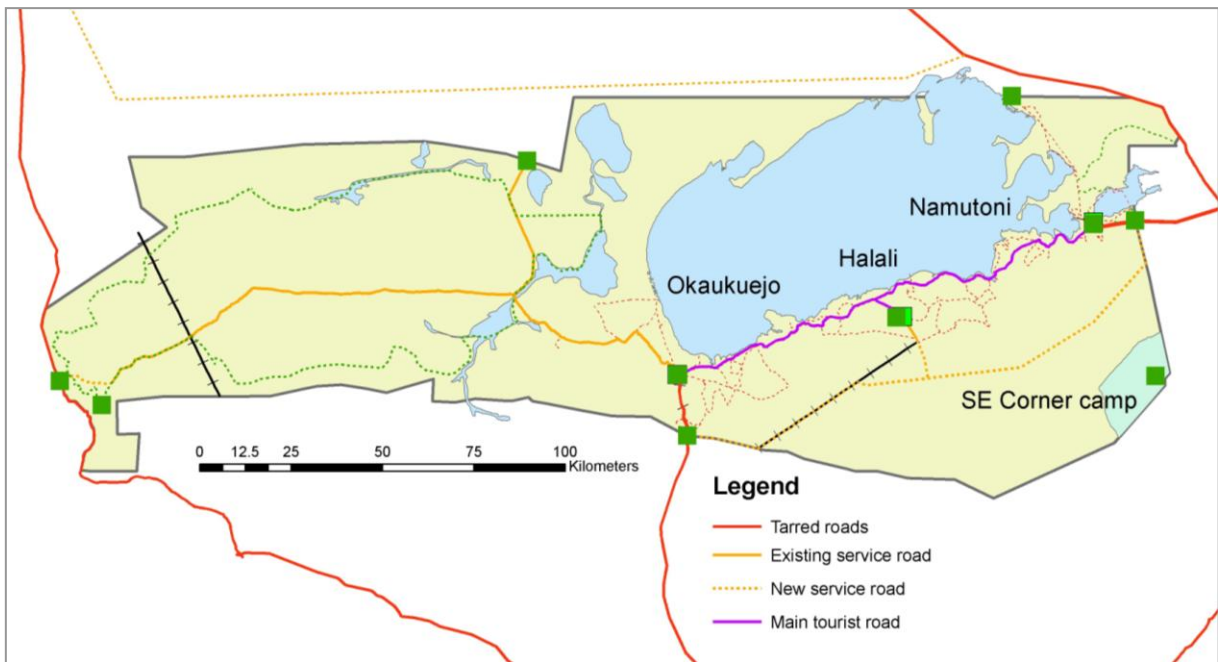 Namutoni
Halali
Okaukuejo
SE Corner camp
0 12.5 25 50 75 100
Kilometers
Legend
Tarred roads
Existing service road
New service road
Main tourist road